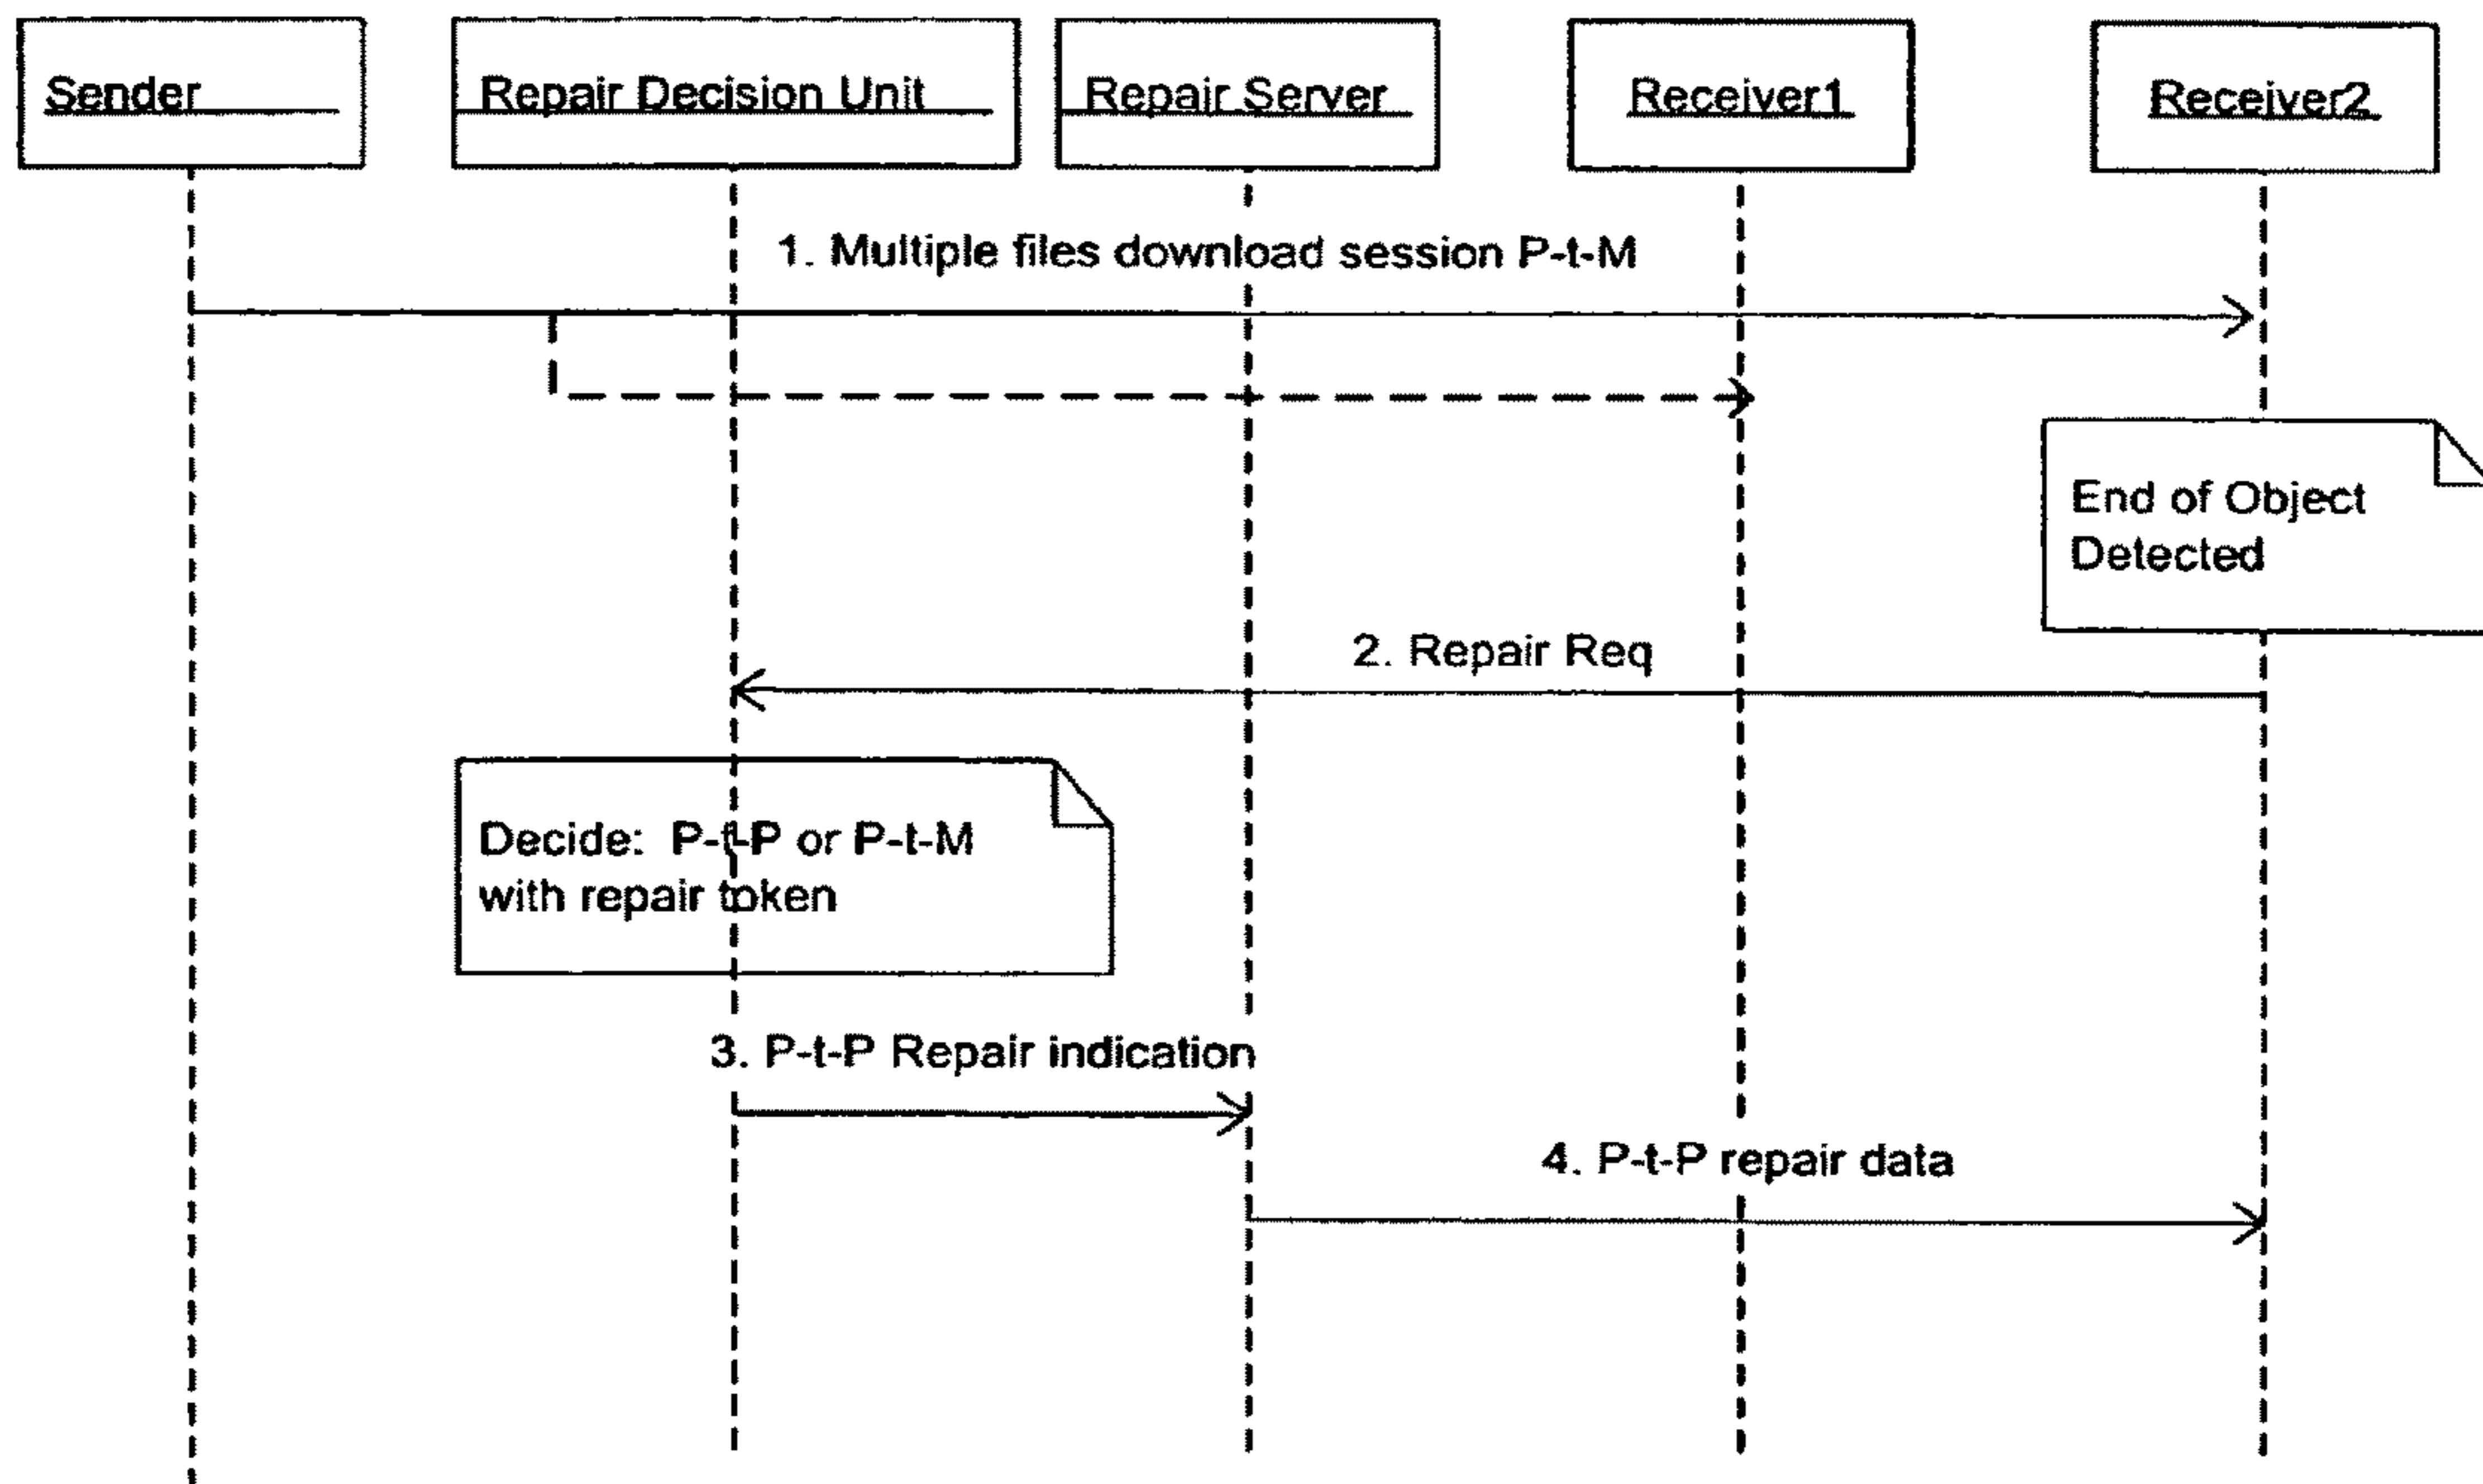 Sender
Repair Decision Unit
Repair Server
Receiver1
Receiver2
1. Multiple files download session P-t-M
End of Object
Detected
2. Repair Req
Decide: P-t-P or P-t-M
with repair token
3. P-t-P Repair indication
4. P-t-P repair data